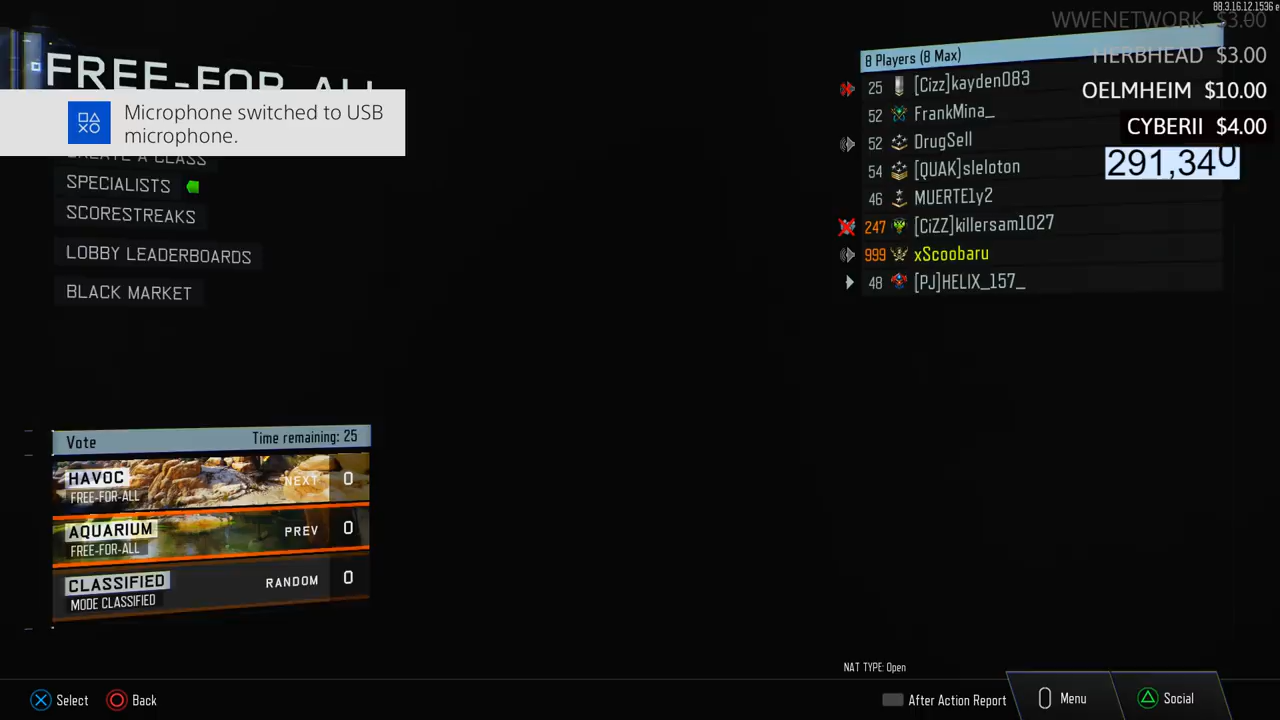 88.3.16.12.1536
WWENETWORK $3.00
FREE-FOR-ALL
8 Players (8 Max)
HERBHEAD $3.00
Microphone switched to USB
microphone.
25 [Cizz]kayden083
OELMHEIM $10.00
52 FrankMina_
CYBERII $4.00
52 DrugSell
291,340
CREATE A CLASS
54 [QUAK]sleloton
SPECIALISTS
46 MUERTEly2
SCORESTREAKS
247 [CiZZ]killersam1027
LOBBY LEADERBOARDS
999 xScoobaru
48 [PJ]HELIX_157_
BLACK MARKET
Vote Time remaining: 25
HAVOC NEXT 0
FREE-FOR-ALL
AQUARIUM PREV 0
FREE-FOR-ALL
CLASSIFIED RANDOM 0
MODE CLASSIFIED
NAT TYPE: Open
Select Back After Action Report Menu Social